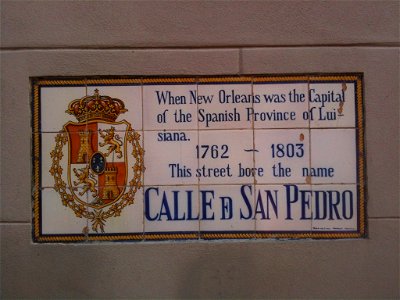 When New Orleans was the Capital
of the Spanish Province of Lui-
siana.
1762 ~ 1803
This street bore the name
CALLE D SAN PEDRO